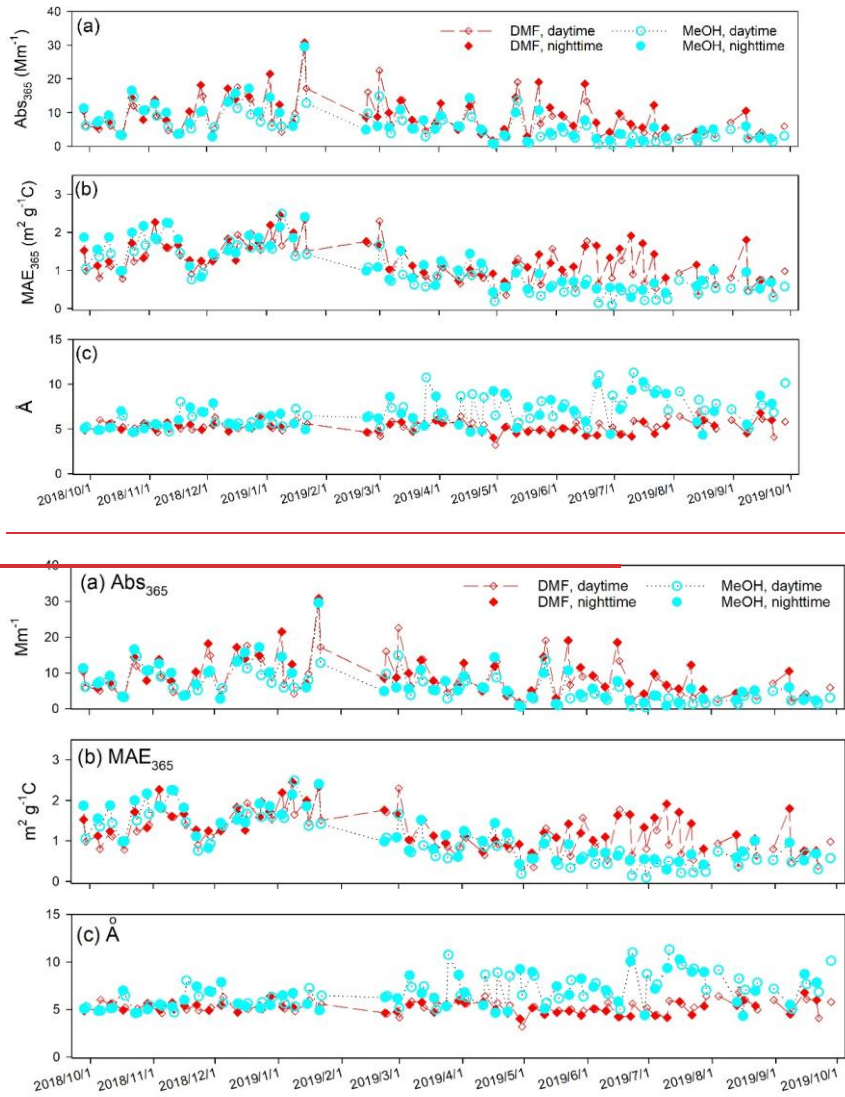 (a)
DMF, daytime
MeOH, daytime
DMF, nighttime
MeOH, nighttime
Abs365 (Mm-1)
40
30
20
10
0
(b)
MAE365 (m2 g-1C)
3
2
1
0
(c)
Å
15
10
5
0
2018/10/1
2018/11/1
2018/12/1
2019/1/1
2019/2/1
2019/3/1
2019/4/1
2019/5/1
2019/6/1
2019/7/1
2019/8/1
2019/9/1
2019/10/1
(a) Abs365
DMF, daytime
MeOH, daytime
DMF, nighttime
MeOH, nighttime
Mm-1
40
30
20
10
0
(b) MAE365
m2 g-1C
3
2
1
0
(c) Å
15
10
5
0
2018/10/1
2018/11/1
2018/12/1
2019/1/1
2019/2/1
2019/3/1
2019/4/1
2019/5/1
2019/6/1
2019/7/1
2019/8/1
2019/9/1
2019/10/1